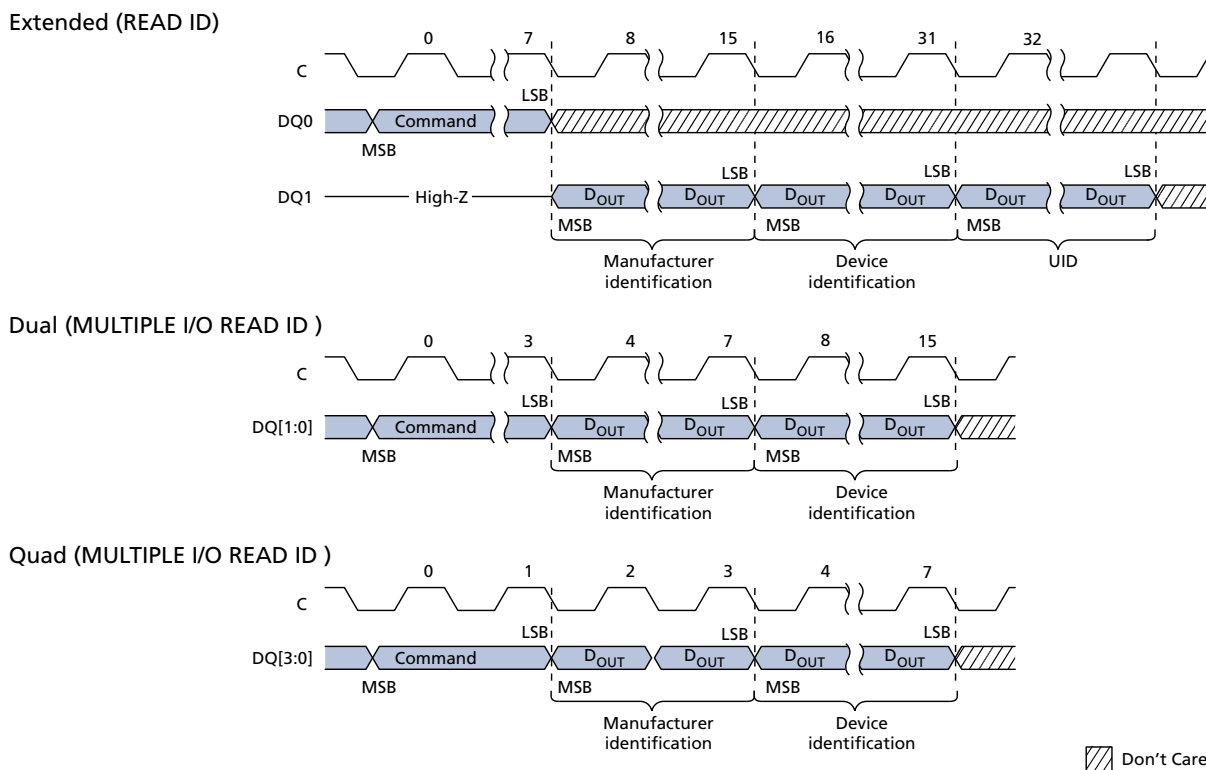 Extended (READ ID)
0 7 8 15 16 31 32
C
LSB
DQ0 Command
MSB
LSB LSB LSB
DQ1 High-Z DOUT DOUT DOUT DOUT DOUT DOUT
MSB MSB MSB
Manufacturer identification Device identification UID
Dual (MULTIPLE I/O READ ID )
0 3 4 7 8 15
C
LSB LSB LSB
DQ[1:0] Command DOUT DOUT DOUT DOUT
MSB MSB MSB
Manufacturer identification Device identification
Quad (MULTIPLE I/O READ ID )
0 1 2 3 4 7
C
LSB LSB LSB
DQ[3:0] Command DOUT DOUT DOUT DOUT
MSB MSB MSB
Manufacturer identification Device identification
Don't Care